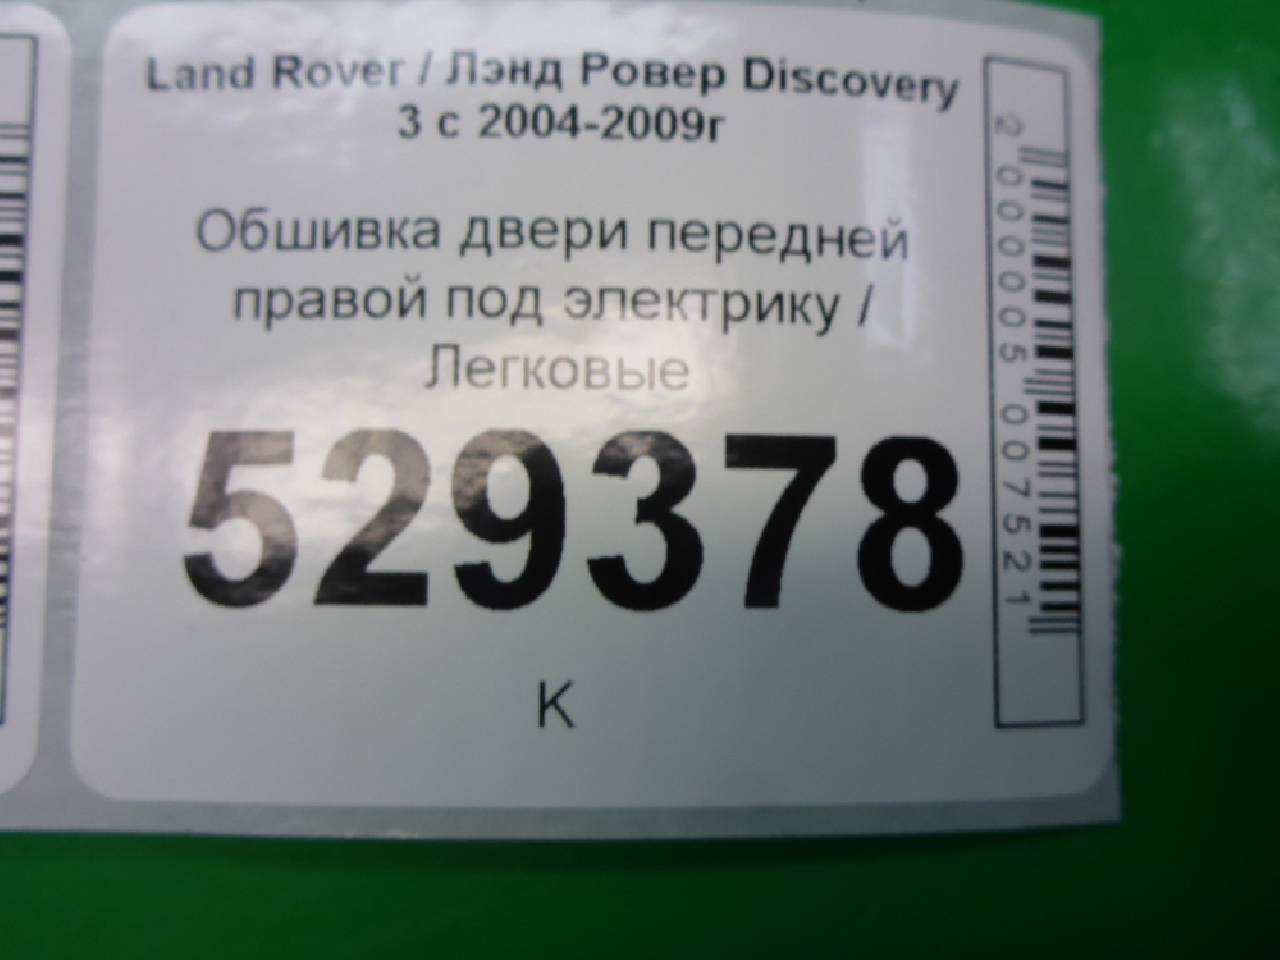 Land Rover / Лэнд Ровер Discovery
3 с 2004-2009г
Обшивка двери передней
правой под электрику /
Легковые
529378
К
2000005007521